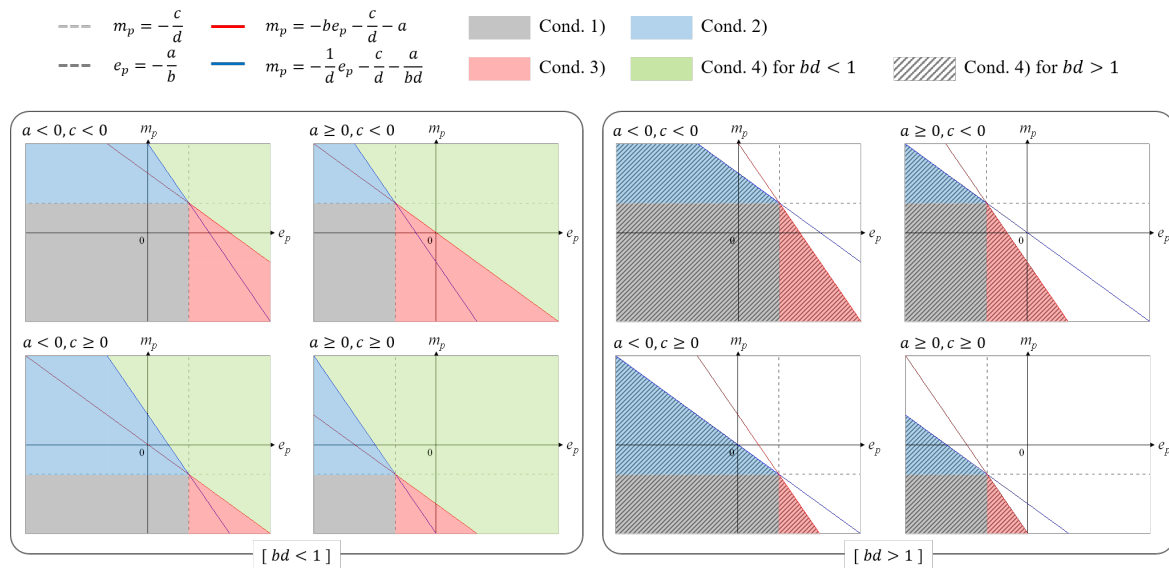 m_p = -c/d
m_p = -be_p - c/d - a
Cond. 1)
Cond. 2)
e_p = -a/b
m_p = -1/d e_p - c/d - a/bd
Cond. 3)
Cond. 4) for bd < 1
Cond. 4) for bd > 1
a < 0, c < 0
m_p
0
e_p
a ≥ 0, c < 0
m_p
0
e_p
a < 0, c ≥ 0
m_p
0
e_p
a ≥ 0, c ≥ 0
m_p
0
e_p
[ bd < 1 ]
a < 0, c < 0
m_p
0
e_p
a ≥ 0, c < 0
m_p
0
e_p
a < 0, c ≥ 0
m_p
0
e_p
a ≥ 0, c ≥ 0
m_p
0
e_p
[ bd > 1 ]